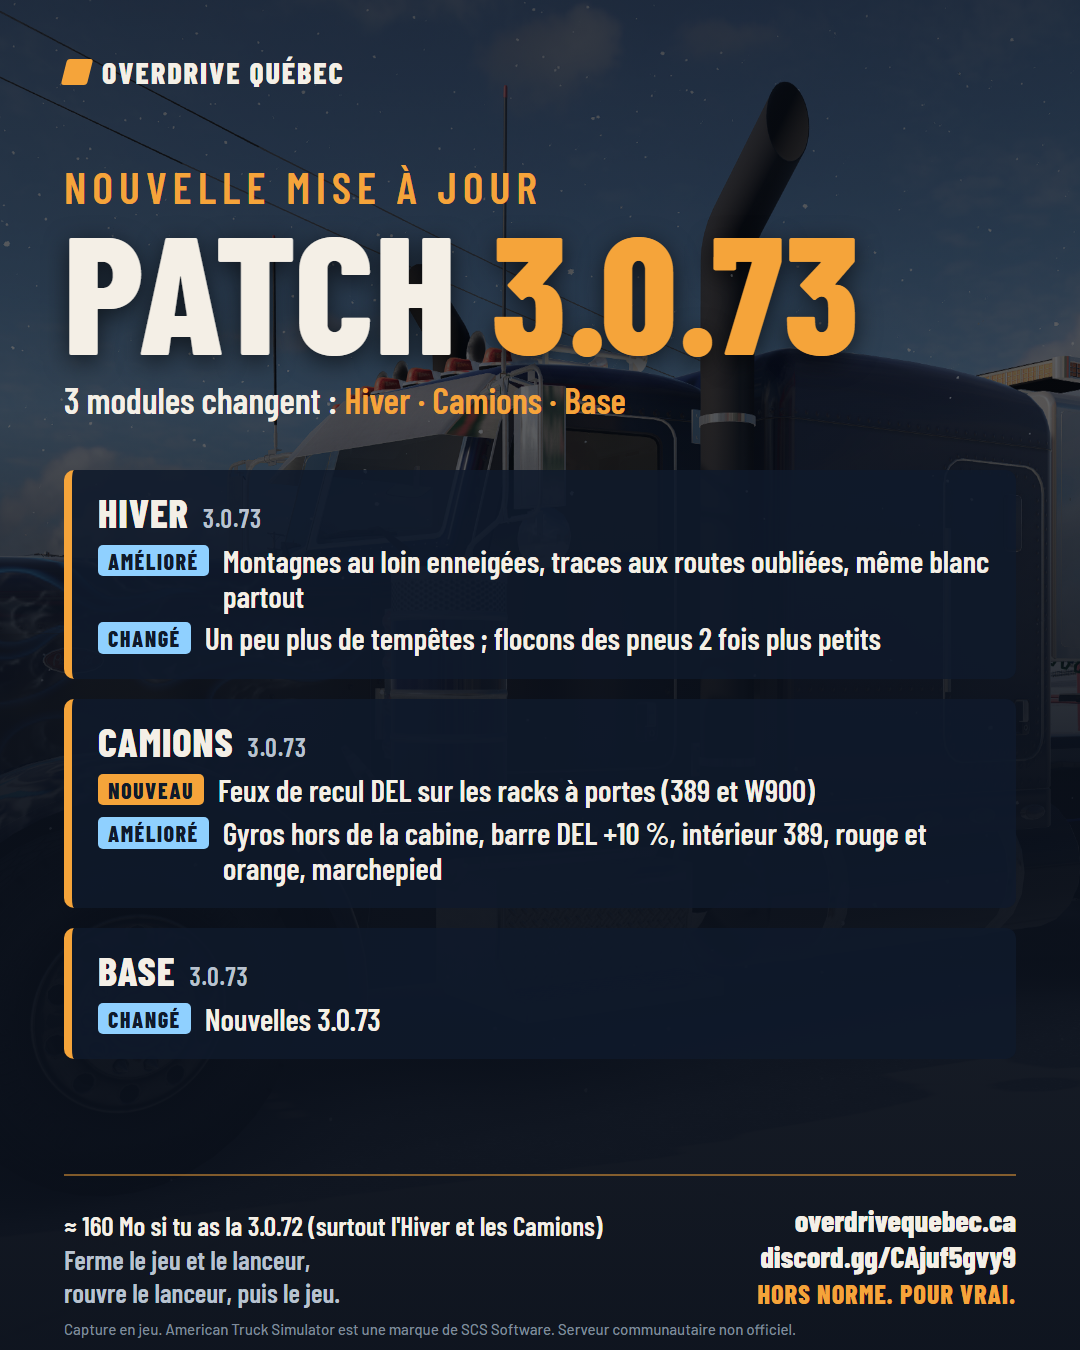 OVERDRIVE QUÉBEC
NOUVELLE MISE À JOUR
PATCH 3.0.73
3 modules changent : Hiver · Camions · Base
HIVER 3.0.73
AMÉLIORÉ Montagnes au loin enneigées, traces aux routes oubliées, même blanc
partout
CHANGÉ Un peu plus de tempêtes ; flocons des pneus 2 fois plus petits
CAMIONS 3.0.73
NOUVEAU Feux de recul DEL sur les racks à portes (389 et W900)
AMÉLIORÉ Gyros hors de la cabine, barre DEL +10 %, intérieur 389, rouge et
orange, marchepied
BASE 3.0.73
CHANGÉ Nouvelles 3.0.73
≈ 160 Mo si tu as la 3.0.72 (surtout l'Hiver et les Camions)
Ferme le jeu et le lanceur,
rouvre le lanceur, puis le jeu.
overdrivequebec.ca
discord.gg/CAjuf5gvy9
HORS NORME. POUR VRAI.
Capture en jeu. American Truck Simulator est une marque de SCS Software. Serveur communautaire non officiel.